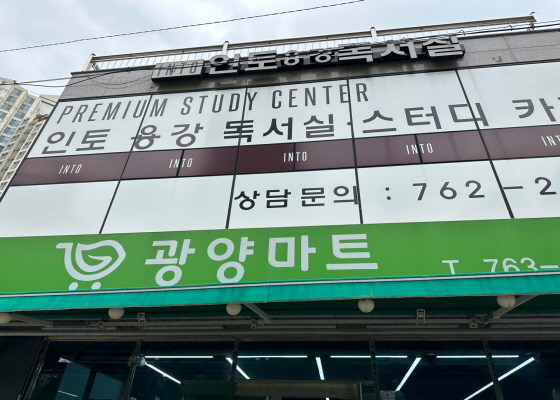 INTO 인토용강독서실
PREMIUM STUDY CENTER
인토 용강 독서실·스터디 카
INTO INTO INTO INTO INTO
상담문의 : 762-2
광양마트 T. 763-